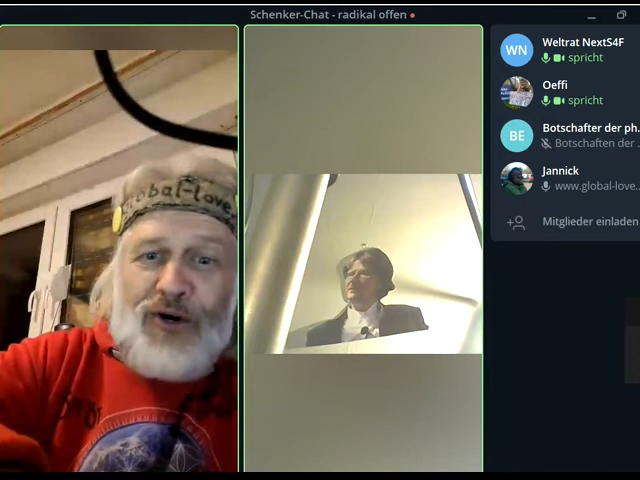 Schenker-Chat - radikal offen
Global-love
WN
Weltrat NextS4F
spricht
Oeffi
spricht
BE
Botschafter der ph…
Botschaften der ...
Jannick
www.global-love...
Mitglieder einladen